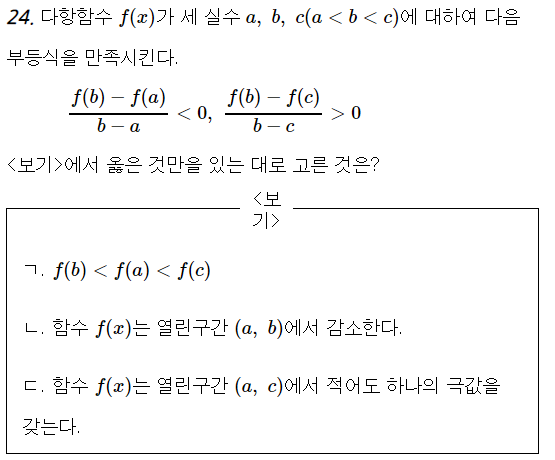 24. 다항함수 f(x)가 세 실수 a, b, c(a < b < c)에 대하여 다음
부등식을 만족시킨다.
\frac{f(b) − f(a)}{b − a} < 0, \frac{f(b) − f(c)}{b − c} > 0
<보기>에서 옳은 것만을 있는 대로 고른 것은?
<보
기>
ㄱ. f(b) < f(a) < f(c)
ㄴ. 함수 f(x)는 열린구간 (a, b)에서 감소한다.
ㄷ. 함수 f(x)는 열린구간 (a, c)에서 적어도 하나의 극값을
갖는다.